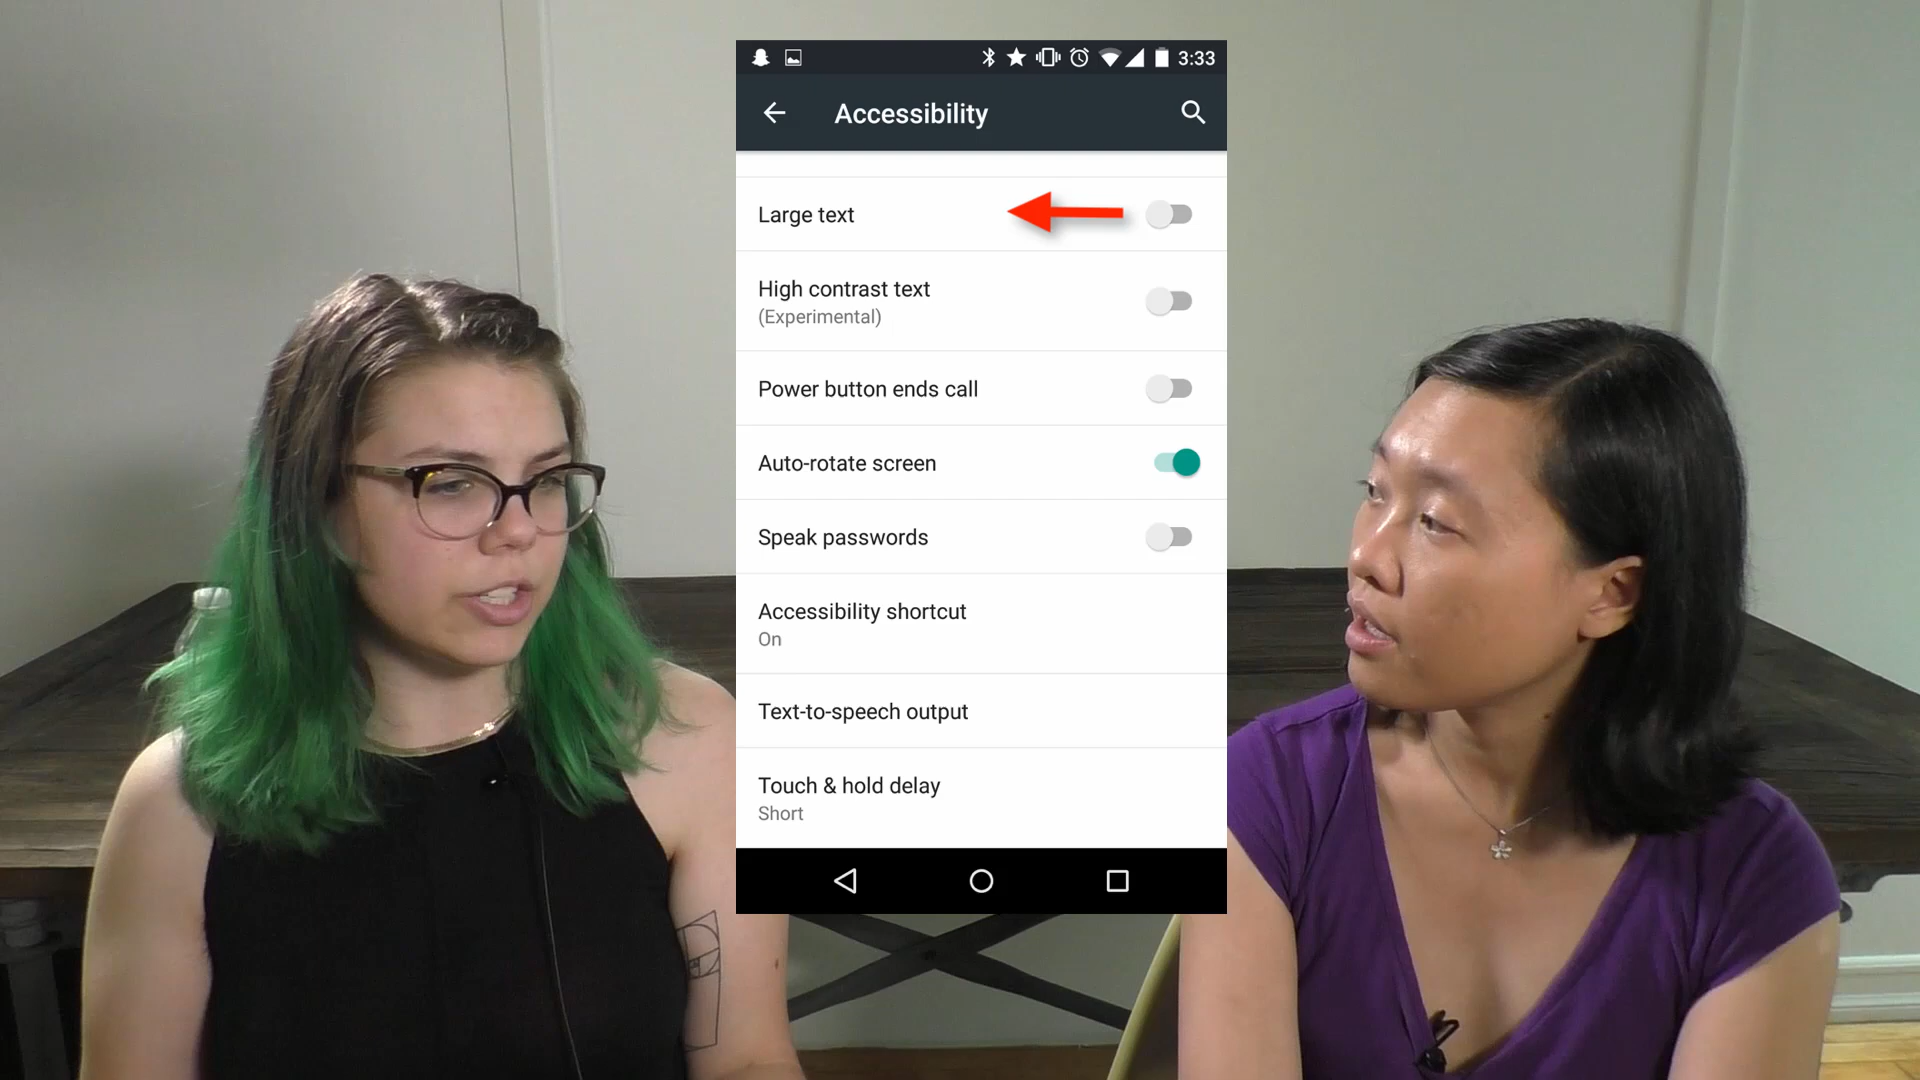 3:33
Accessibility
Large text
High contrast text
(Experimental)
Power button ends call
Auto-rotate screen
Speak passwords
Accessibility shortcut
On
Text-to-speech output
Touch & hold delay
Short